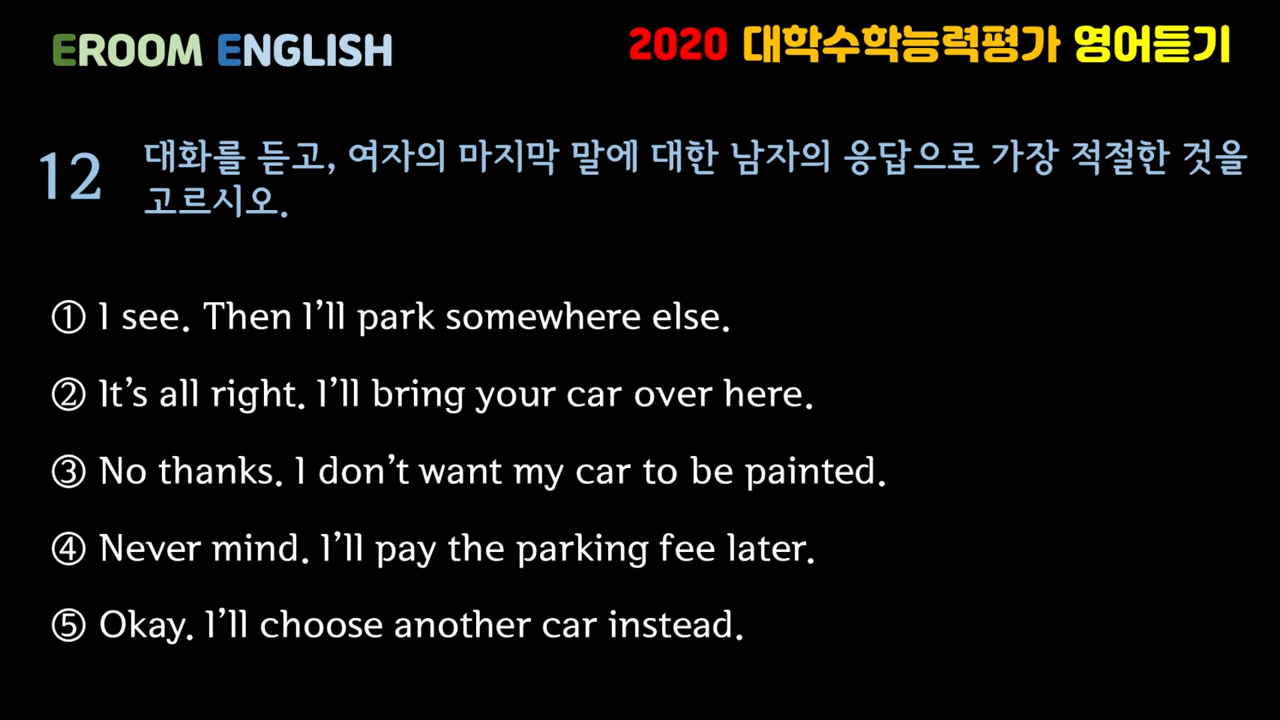 EROOM ENGLISH
2020 대학수학능력평가 영어듣기
12 대화를 듣고, 여자의 마지막 말에 대한 남자의 응답으로 가장 적절한 것을
고르시오.
① I see. Then I’ll park somewhere else.
② It’s all right. I’ll bring your car over here.
③ No thanks. I don’t want my car to be painted.
④ Never mind. I’ll pay the parking fee later.
⑤ Okay. I’ll choose another car instead.